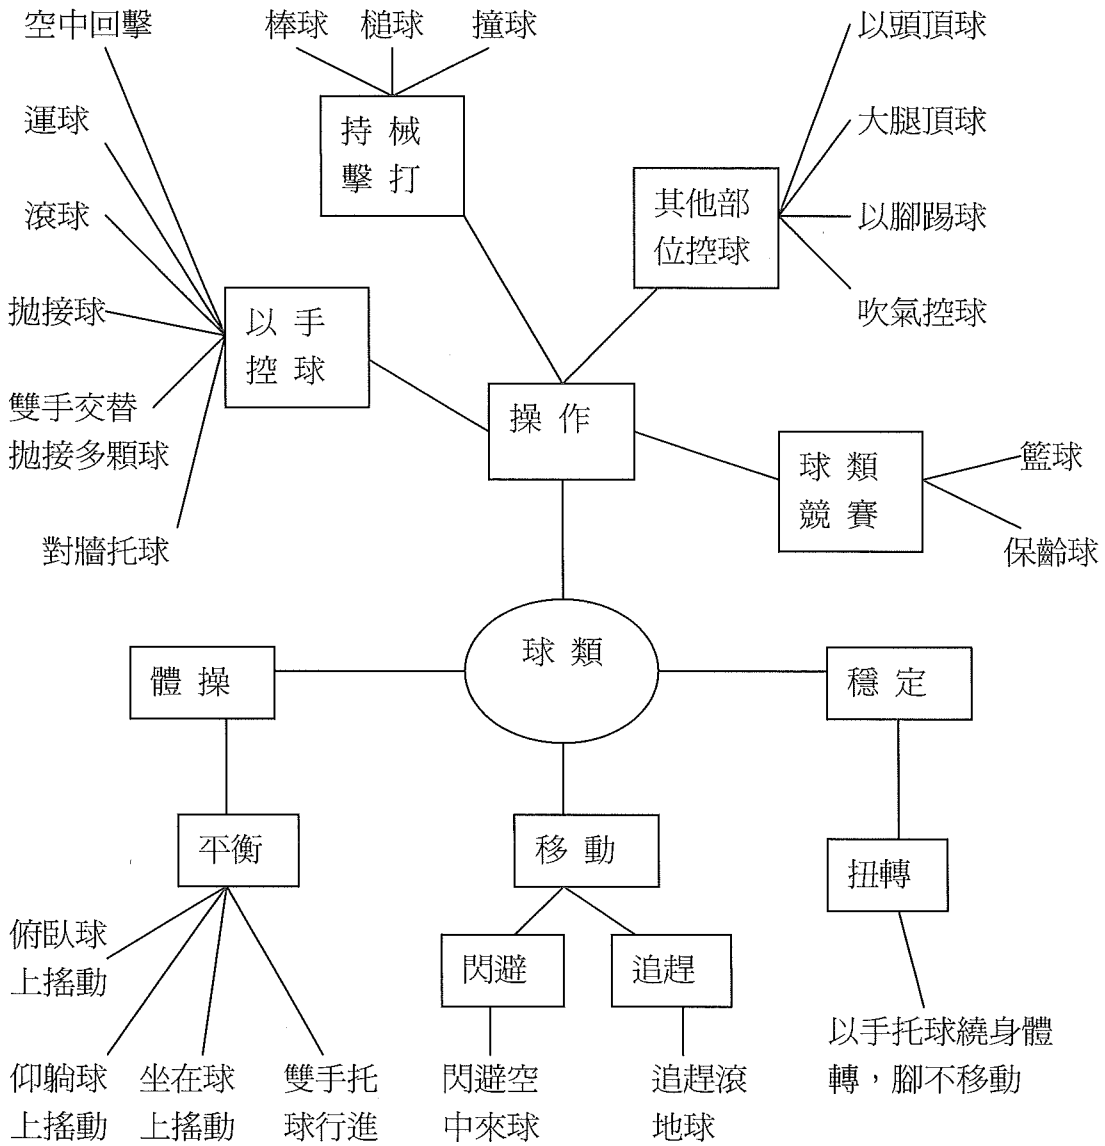 空中回擊
棒球
槌球
撞球
以頭頂球
運球
持械
擊打
大腿頂球
滾球
其他部
位控球
以腳踢球
拋接球
以手
控球
吹氣控球
雙手交替
拋接多顆球
操作
球類
競賽
籃球
對牆托球
保齡球
球類
體操
穩定
平衡
移動
扭轉
俯臥球
上搖動
閃避
追趕
以手托球繞身體
轉，腳不移動
仰躺球
上搖動
坐在球
上搖動
雙手托
球行進
閃避空
中來球
追趕滾
地球